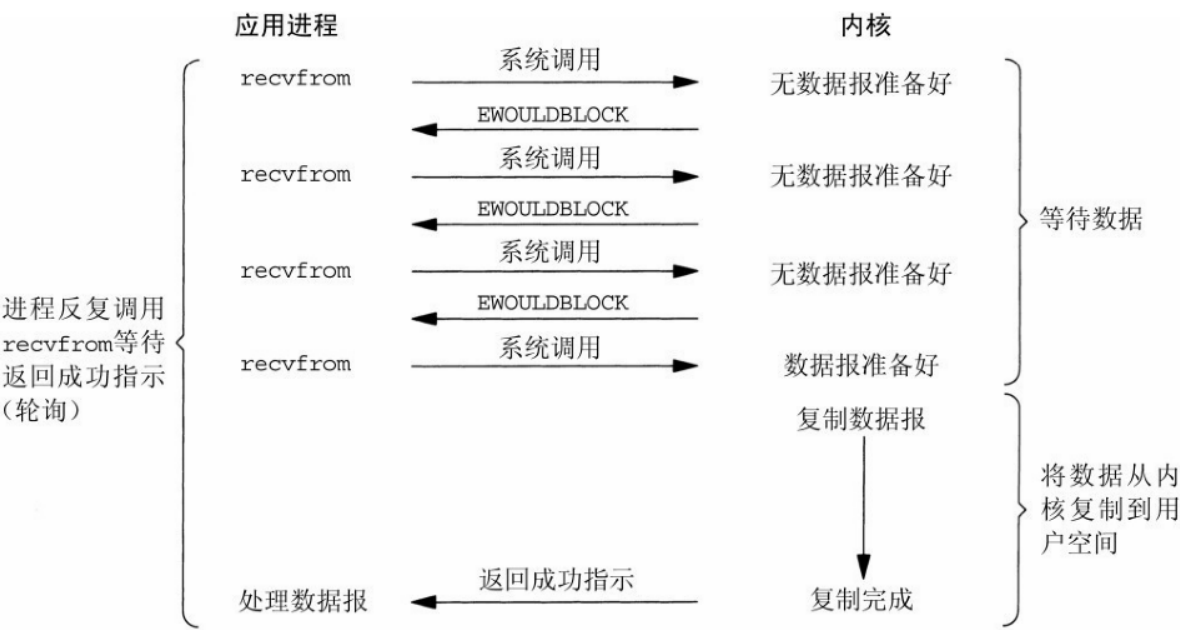 应用进程
内核
recvfrom
系统调用
无数据报准备好
EWOULDBLOCK
recvfrom
系统调用
无数据报准备好
EWOULDBLOCK
等待数据
recvfrom
系统调用
无数据报准备好
EWOULDBLOCK
进程反复调用
recvfrom等待
返回成功指示
(轮询)
recvfrom
系统调用
数据报准备好
复制数据报
将数据从内
核复制到用
户空间
处理数据报
返回成功指示
复制完成